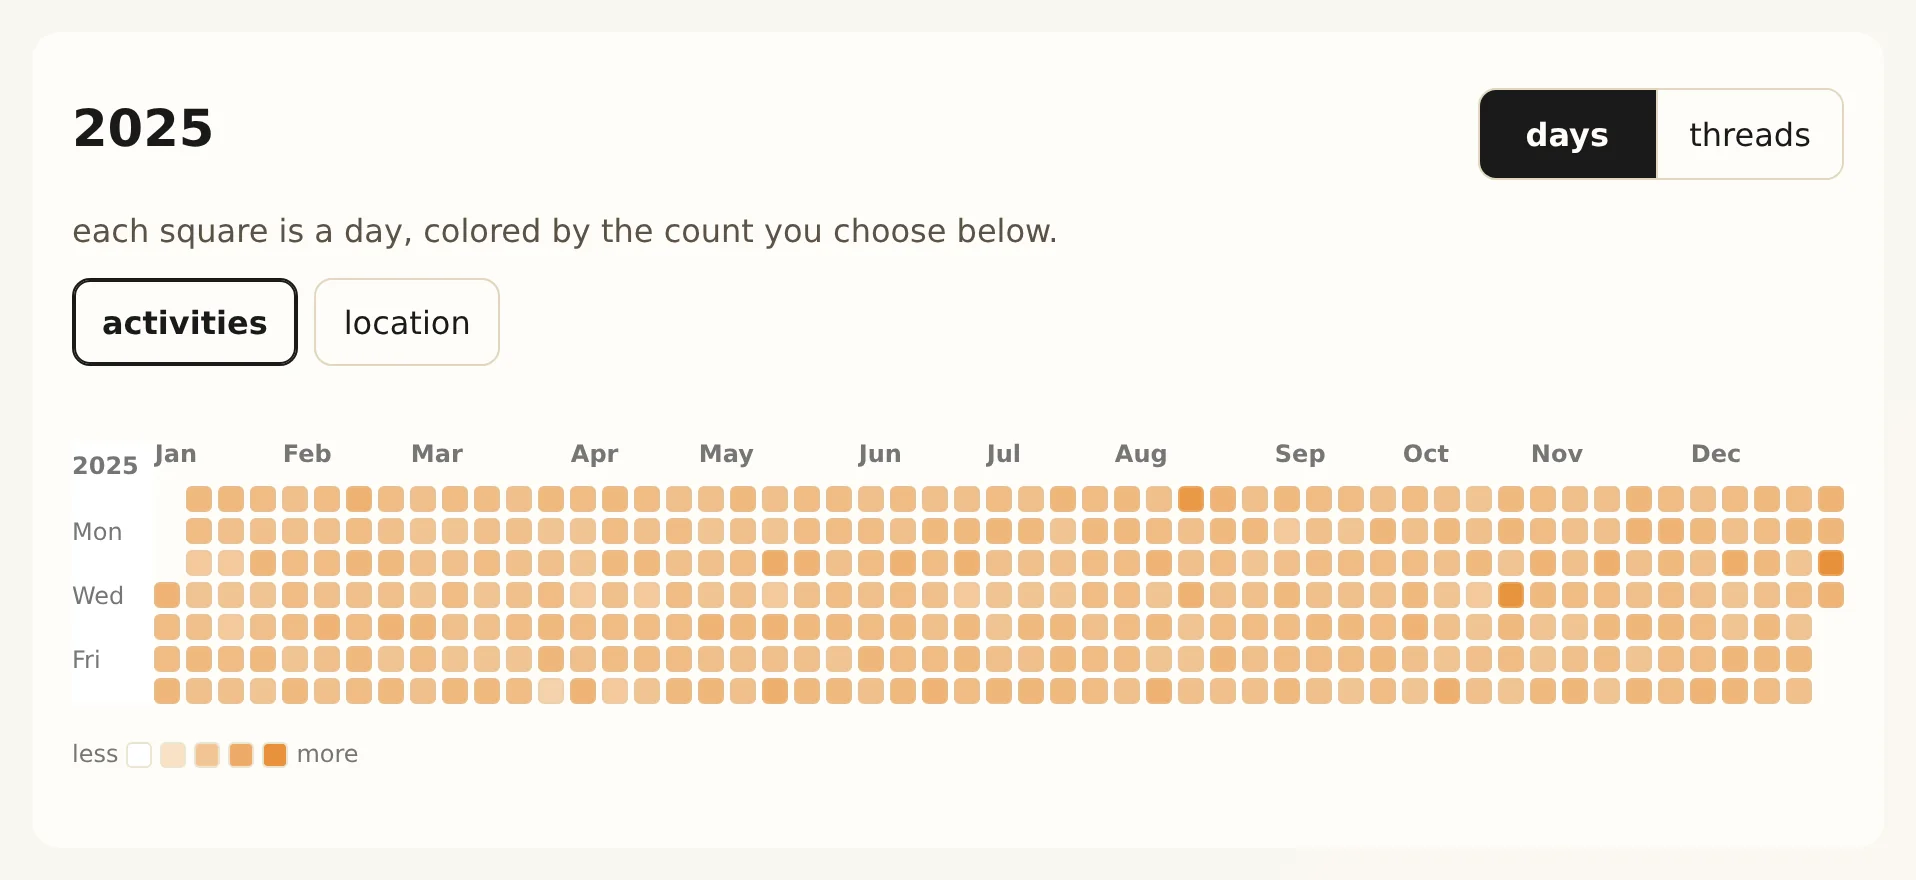 2025
days threads
each square is a day, colored by the count you choose below.
activities location
2025 Jan Feb Mar Apr May Jun Jul Aug Sep Oct Nov Dec
Mon
Wed
Fri
less more